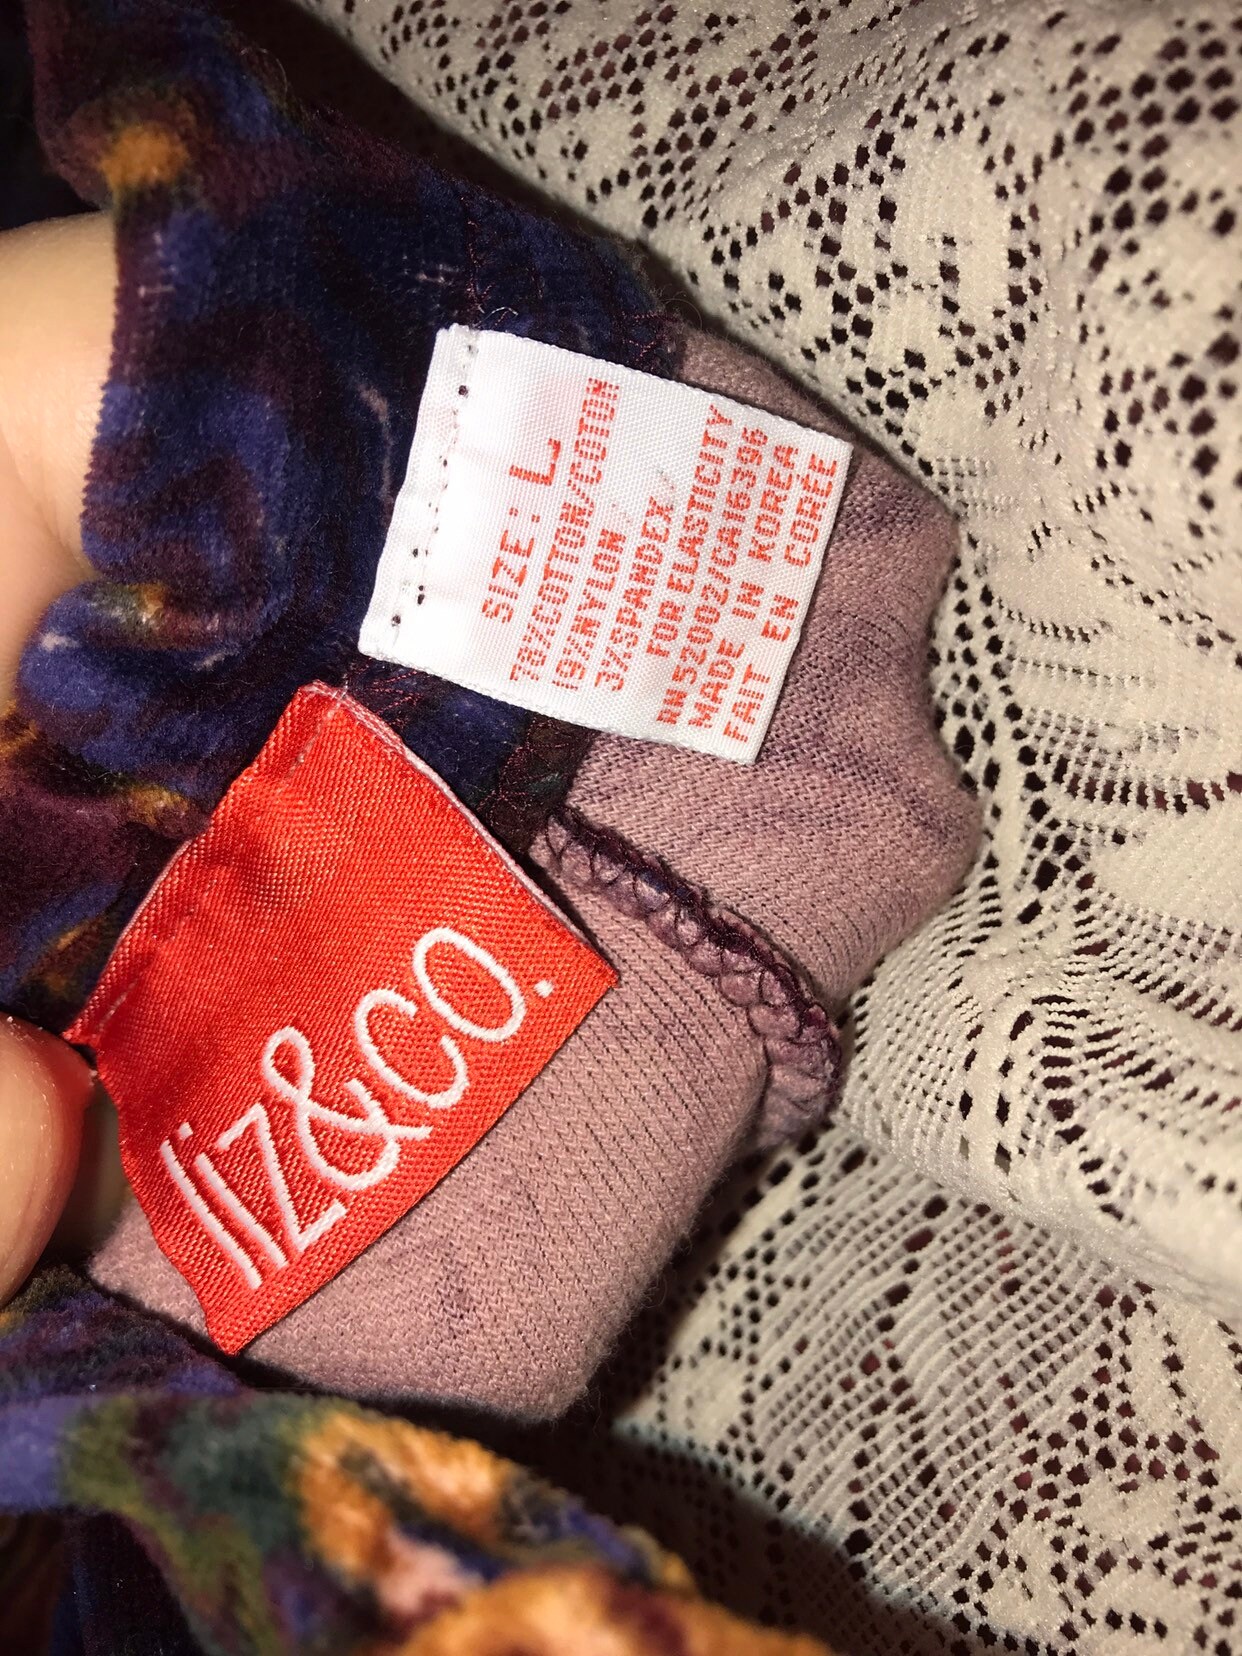 SIZE: L
78%COTTON/COTON
19%NYLON/
3%SPANDEX/
FOR ELASTICITY
RN52002/CA16396
MADE IN KOREA
FAIT EN CORÉE
liz&co.